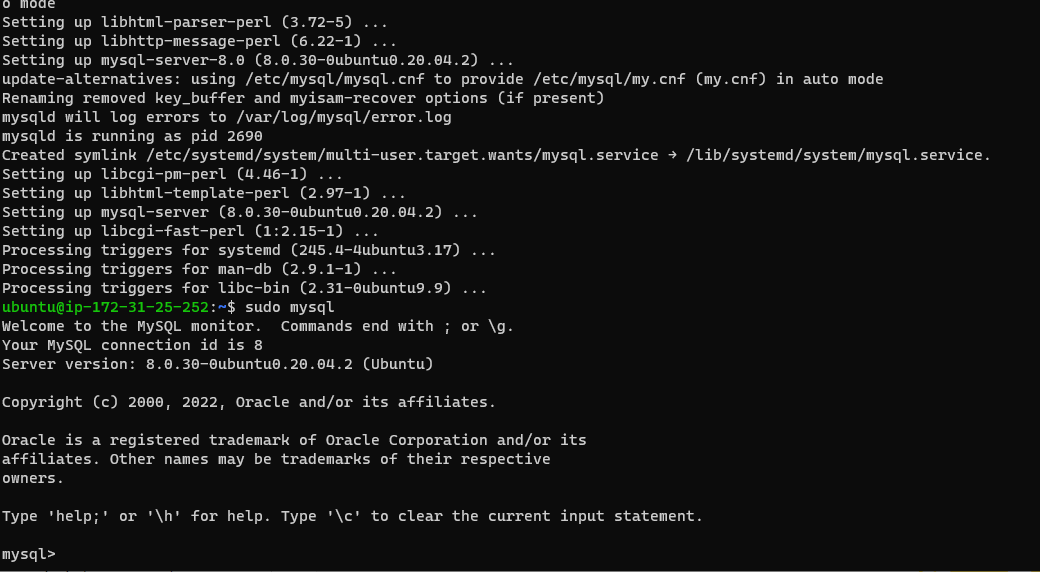 o mode
Setting up libhtml-parser-perl (3.72-5) ...
Setting up libhttp-message-perl (6.22-1) ...
Setting up mysql-server-8.0 (8.0.30-0ubuntu0.20.04.2) ...
update-alternatives: using /etc/mysql/mysql.cnf to provide /etc/mysql/my.cnf (my.cnf) in auto mode
Renaming removed key_buffer and myisam-recover options (if present)
mysqld will log errors to /var/log/mysql/error.log
mysqld is running as pid 2690
Created symlink /etc/systemd/system/multi-user.target.wants/mysql.service → /lib/systemd/system/mysql.service.
Setting up libcgi-pm-perl (4.46-1) ...
Setting up libhtml-template-perl (2.97-1) ...
Setting up mysql-server (8.0.30-0ubuntu0.20.04.2) ...
Setting up libcgi-fast-perl (1:2.15-1) ...
Processing triggers for systemd (245.4-4ubuntu3.17) ...
Processing triggers for man-db (2.9.1-1) ...
Processing triggers for libc-bin (2.31-0ubuntu9.9) ...
ubuntu@ip-172-31-25-252:~$ sudo mysql
Welcome to the MySQL monitor.  Commands end with ; or \g.
Your MySQL connection id is 8
Server version: 8.0.30-0ubuntu0.20.04.2 (Ubuntu)
Copyright (c) 2000, 2022, Oracle and/or its affiliates.
Oracle is a registered trademark of Oracle Corporation and/or its
affiliates. Other names may be trademarks of their respective
owners.
Type 'help;' or '\h' for help. Type '\c' to clear the current input statement.
mysql>